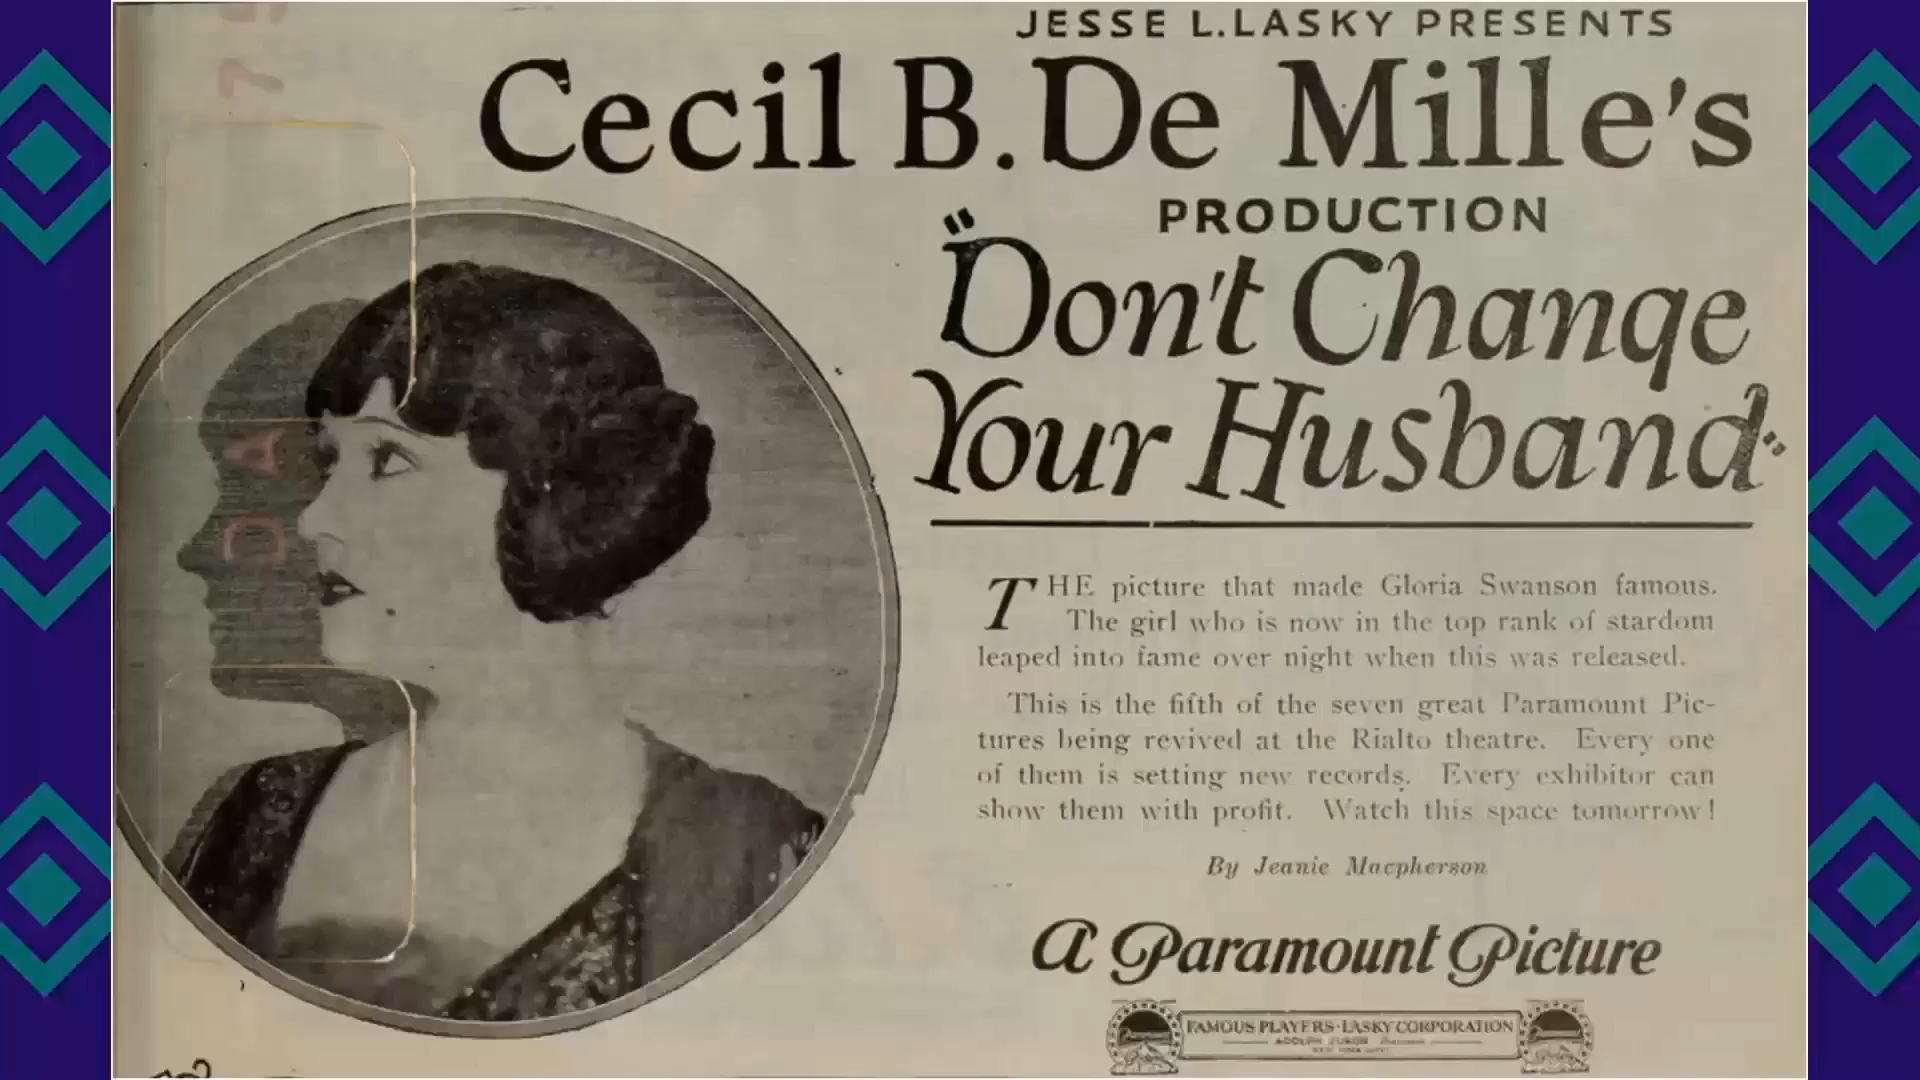 JESSE L. LASKY PRESENTS
Cecil B. De Mille's
PRODUCTION
"Don't Change
Your Husband"
THE picture that made Gloria Swanson famous.
The girl who is now in the top rank of stardom
leaped into fame over night when this was released.
This is the fifth of the seven great Paramount Pic-
tures being revived at the Rialto theatre. Every one
of them is setting new records. Every exhibitor can
show them with profit. Watch this space tomorrow!
By Jeanie Macpherson
A Paramount Picture
FAMOUS PLAYERS-LASKY CORPORATION
ADOLPH ZUKOR